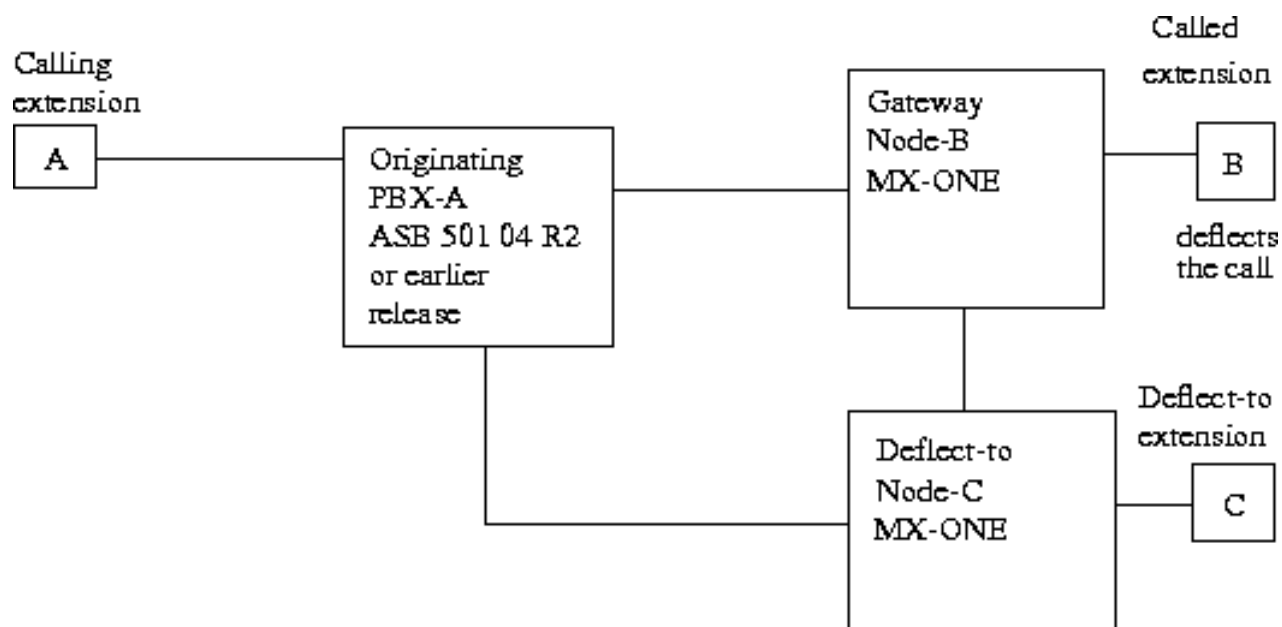 Calling
extension
A
Originating
PBX-A
ASB 501 04 R2
or earlier
release
Gateway
Node-B
MX-ONE
Called
extension
B
deflects
the call
Deflect-to
Node-C
MX-ONE
Deflect-to
extension
C